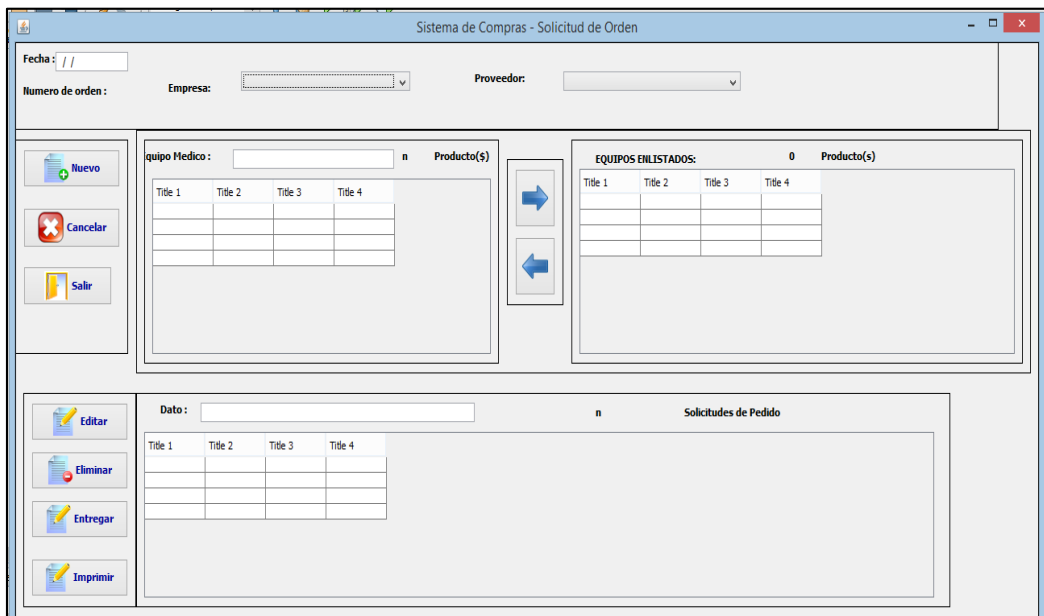 Sistema de Compras - Solicitud de Orden
Fecha : / /
Numero de orden :
Empresa:
Proveedor:
Nuevo
Cancelar
Salir
quipo Medico :
n
Producto($)
Title 1 Title 2 Title 3 Title 4
EQUIPOS ENLISTADOS:
0
Producto(s)
Title 1 Title 2 Title 3 Title 4
Editar
Eliminar
Entregar
Imprimir
Dato :
n
Solicitudes de Pedido
Title 1 Title 2 Title 3 Title 4